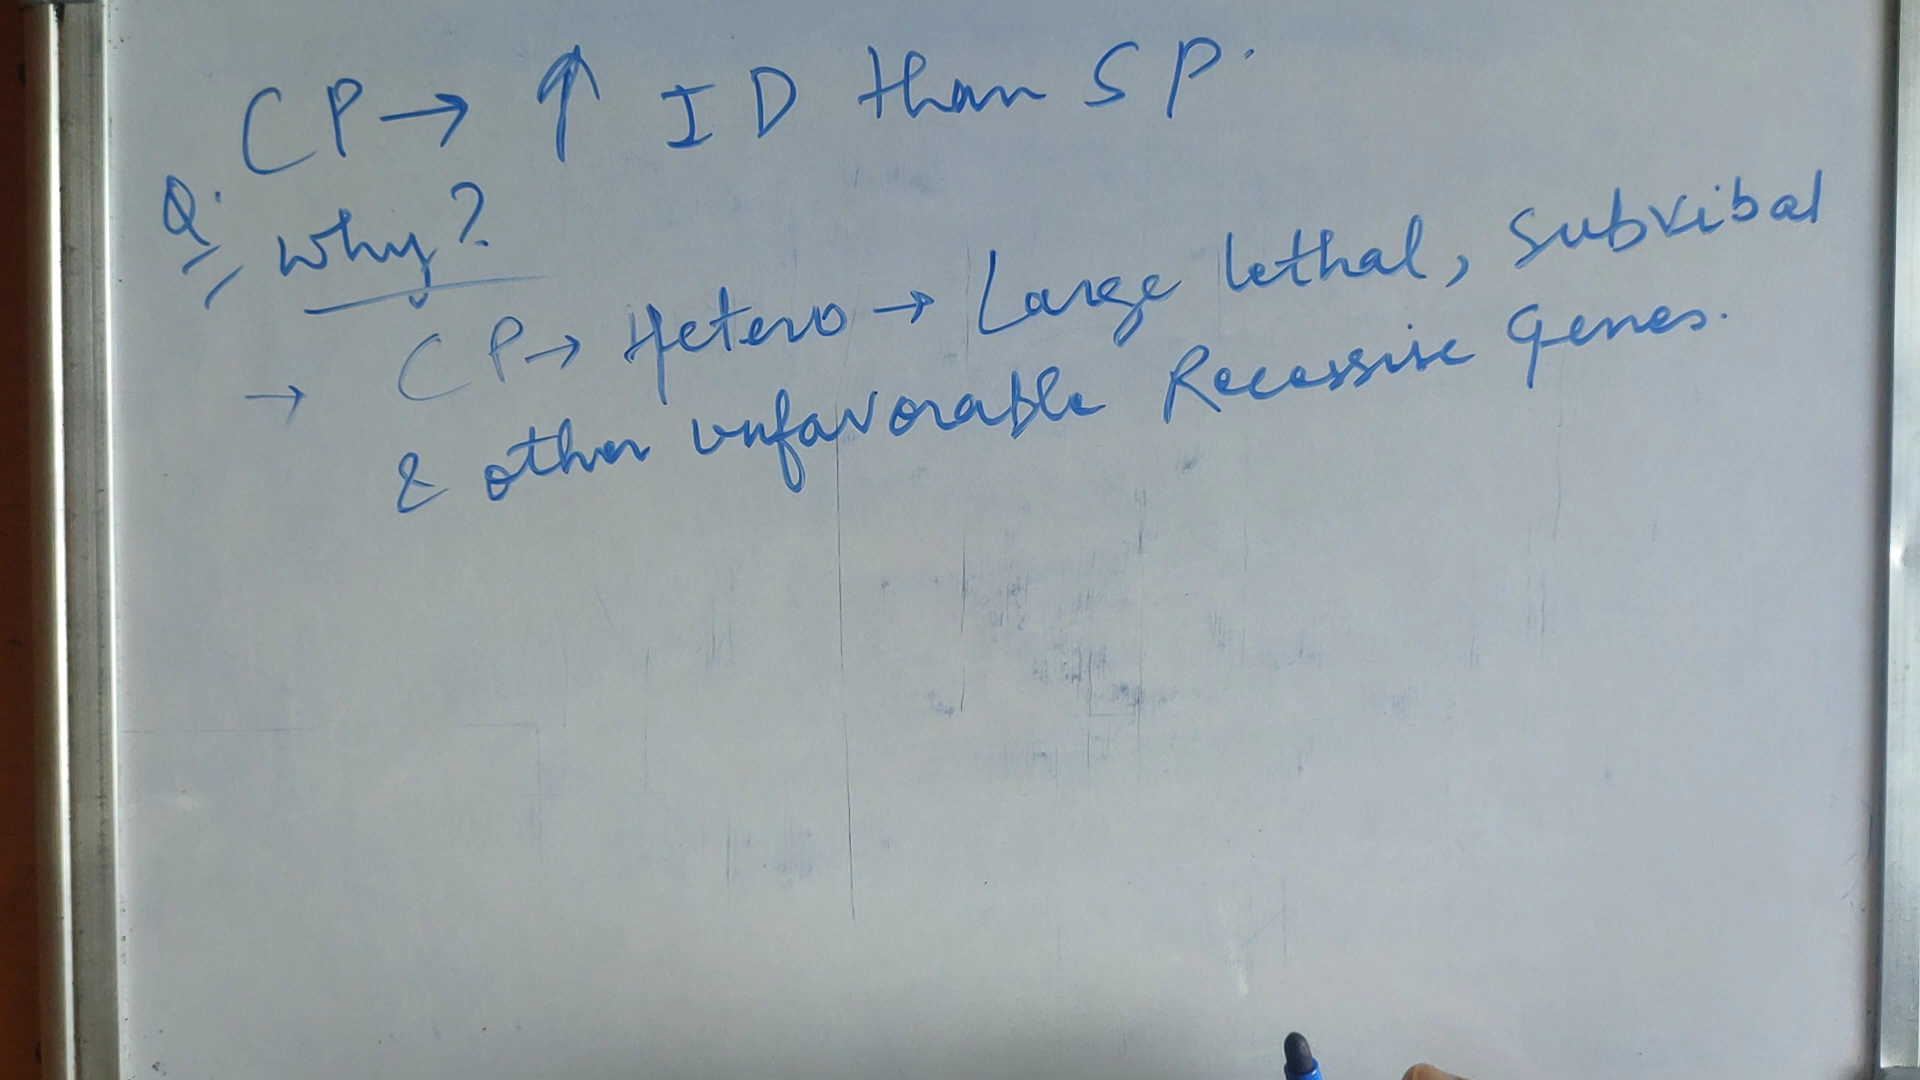 CP → ↑ ID than SP.
Q. Why?
→ CP → Hetero → Large lethal, Subvibal
& other unfavorable Recessive Genes.